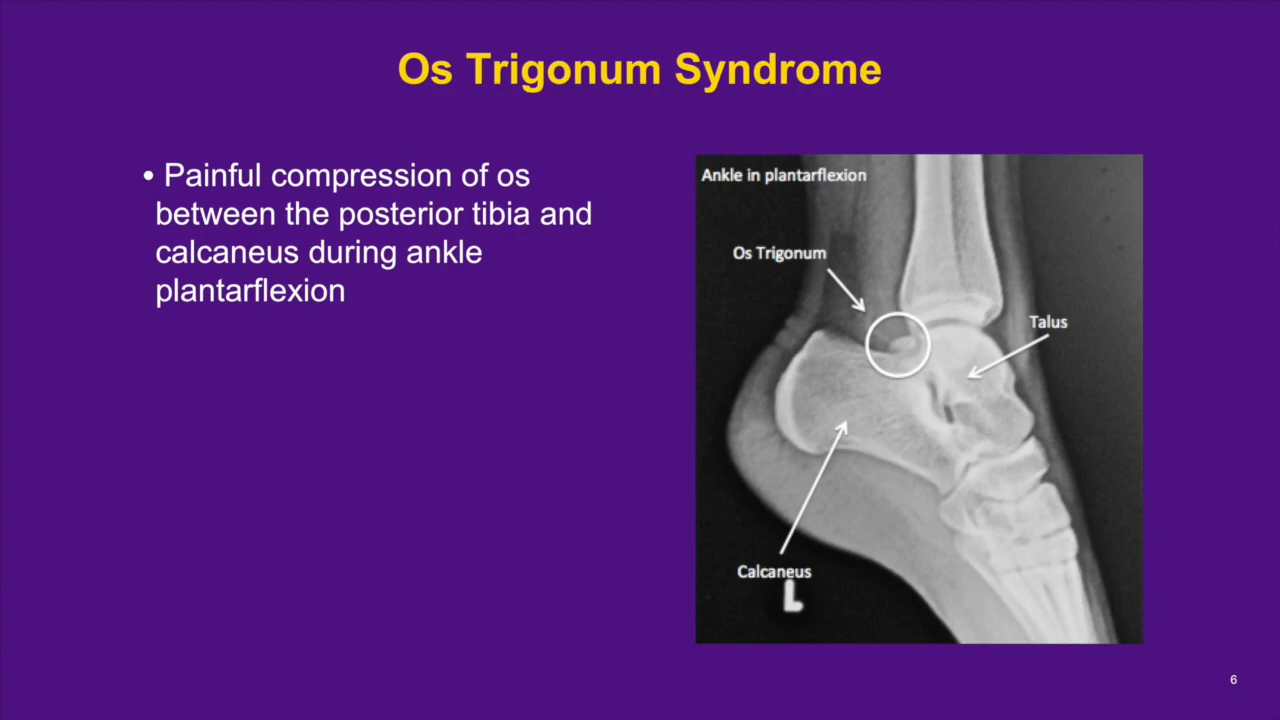 Os Trigonum Syndrome
• Painful compression of os
between the posterior tibia and
calcaneus during ankle
plantarflexion
Ankle in plantarflexion
Os Trigonum
Talus
Calcaneus
L
6